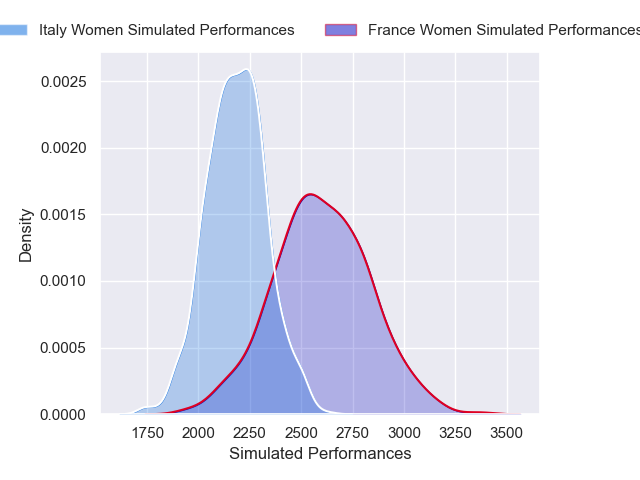 Italy Women Simulated Performances France Women Simulated Performances
0.0025
0.0020
0.0015
0.0010
0.0005
0.0000
Density
1750 2000 2250 2500 2750 3000 3250 3500
Simulated Performances